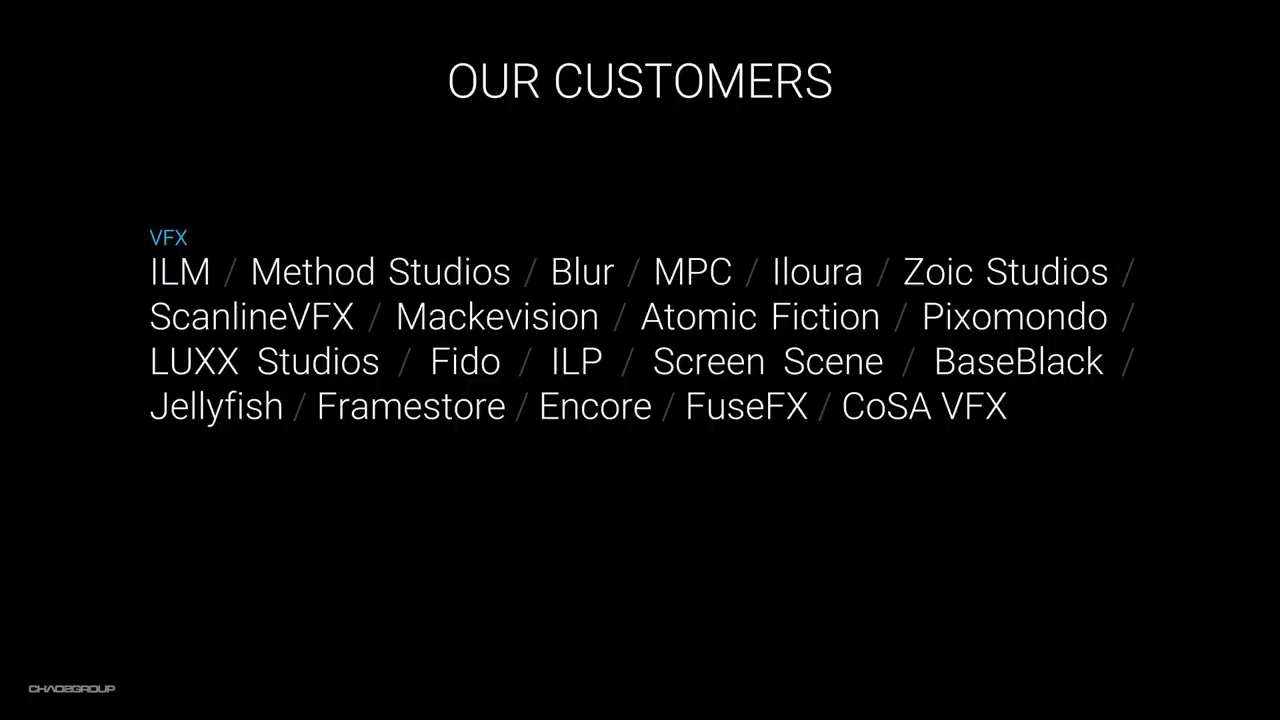 OUR CUSTOMERS
VFX
ILM / Method Studios / Blur / MPC / Iloura / Zoic Studios /
ScanlineVFX / Mackevision / Atomic Fiction / Pixomondo /
LUXX Studios / Fido / ILP / Screen Scene / BaseBlack /
Jellyfish / Framestore / Encore / FuseFX / CoSA VFX
CHAOSGROUP